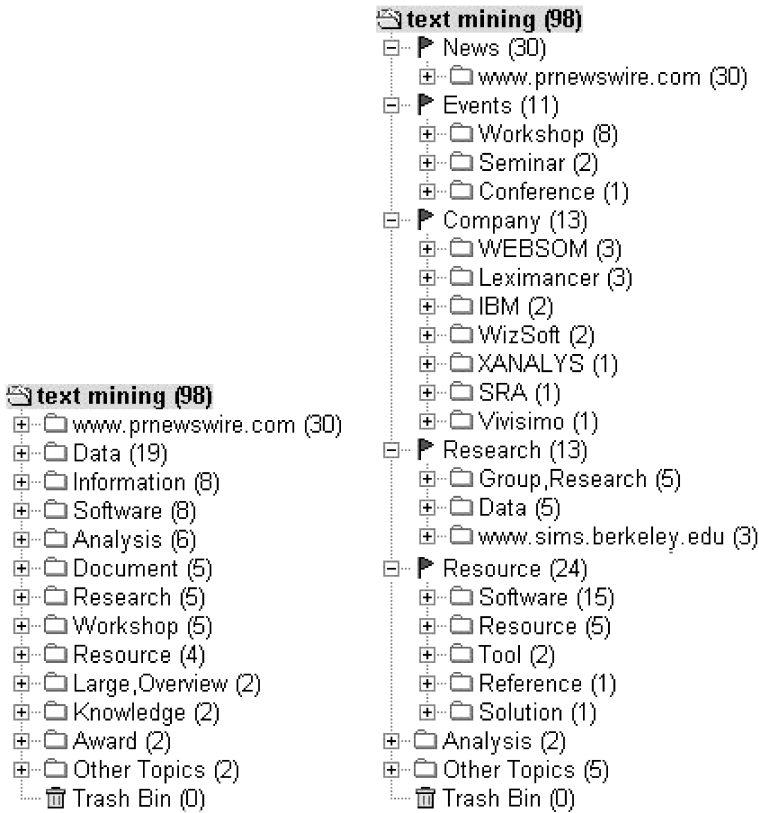 text mining (98)
www.prnewswire.com (30)
Data (19)
Information (8)
Software (8)
Analysis (6)
Document (5)
Research (5)
Workshop (5)
Resource (4)
Large,Overview (2)
Knowledge (2)
Award (2)
Other Topics (2)
Trash Bin (0)
text mining (98)
News (30)
www.prnewswire.com (30)
Events (11)
Workshop (8)
Seminar (2)
Conference (1)
Company (13)
WEBSOM (3)
Leximancer (3)
IBM (2)
WizSoft (2)
XANALYS (1)
SRA (1)
Vivisimo (1)
Research (13)
Group,Research (5)
Data (5)
www.sims.berkeley.edu (3)
Resource (24)
Software (15)
Resource (5)
Tool (2)
Reference (1)
Solution (1)
Analysis (2)
Other Topics (5)
Trash Bin (0)